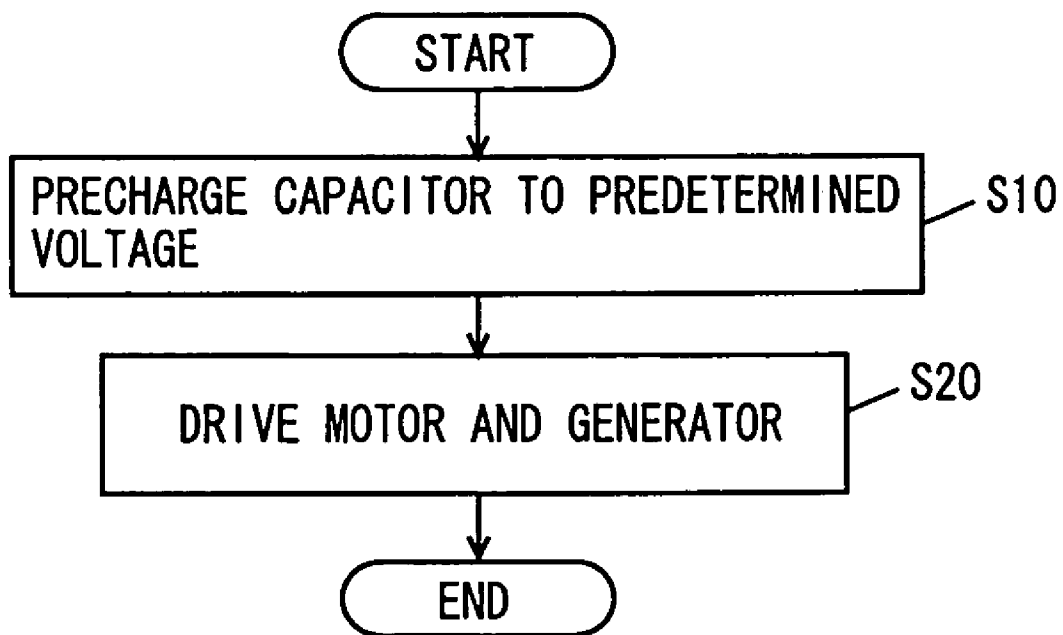 START
PRECHARGE CAPACITOR TO PREDETERMINED
VOLTAGE
S10
DRIVE MOTOR AND GENERATOR
S20
END